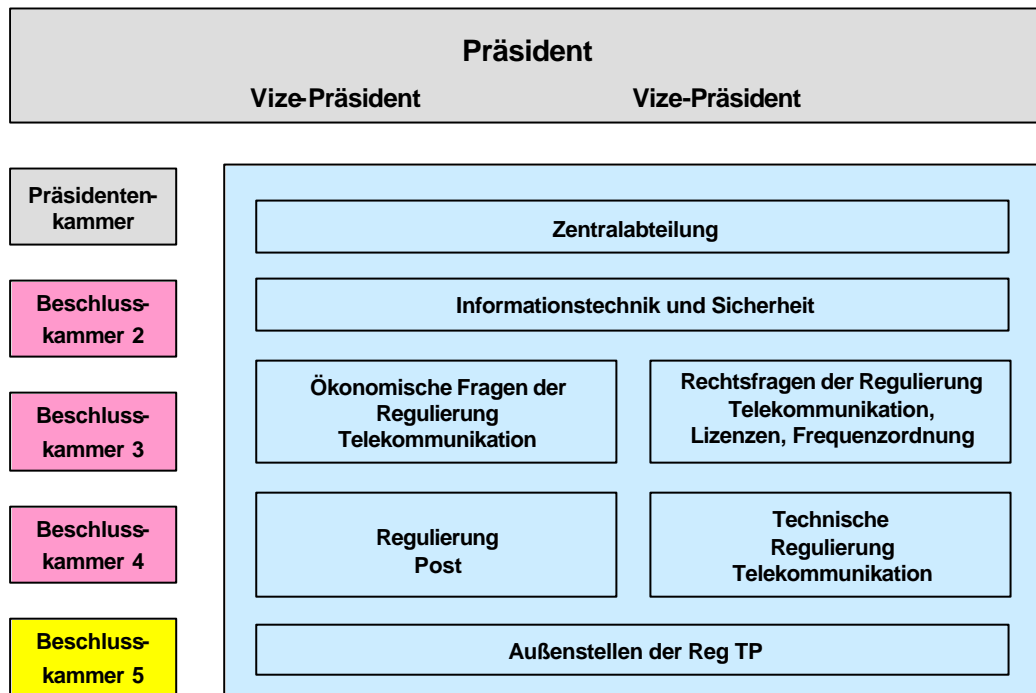 Präsident
Vize-Präsident Vize-Präsident
Präsidenten-
kammer
Beschluss-
kammer 2
Beschluss-
kammer 3
Beschluss-
kammer 4
Beschluss-
kammer 5
Zentralabteilung
Informationstechnik und Sicherheit
Ökonomische Fragen der
Regulierung
Telekommunikation
Rechtsfragen der Regulierung
Telekommunikation,
Lizenzen, Frequenzordnung
Regulierung
Post
Technische
Regulierung
Telekommunikation
Außenstellen der Reg TP